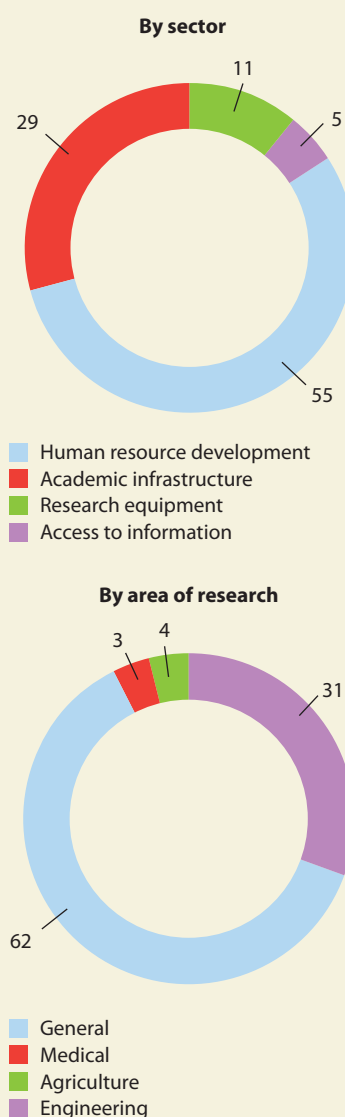 By sector
11
5
29
55
Human resource development
Academic infrastructure
Research equipment
Access to information
By area of research
4
3
31
62
General
Medical
Agriculture
Engineering